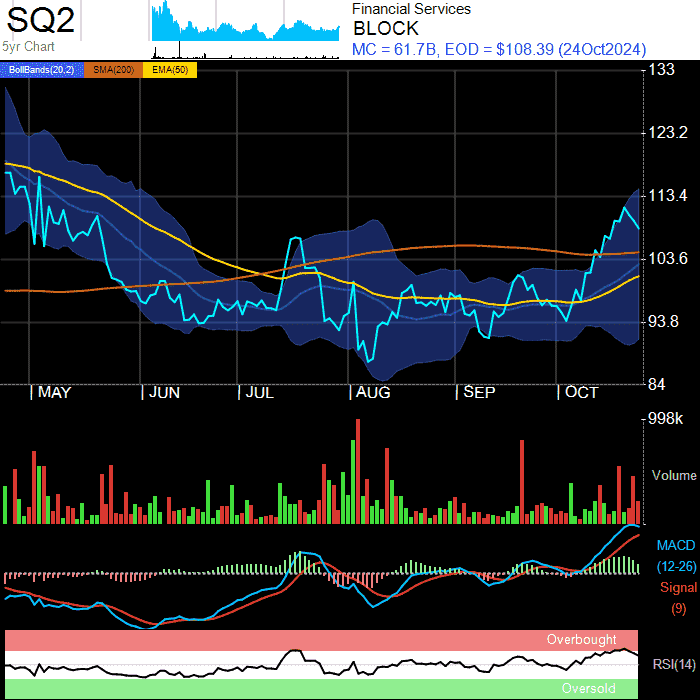 SQ2
5yr Chart
Financial Services
BLOCK
MC = 61.7B, EOD = $108.39 (24Oct2024)
BollBands(20,2) SMA(200) EMA(50)
133
123.2
113.4
103.6
93.8
84
MAY JUN JUL AUG SEP OCT
998k
Volume
MACD
(12-26)
Signal
(9)
Overbought
RSI(14)
Oversold